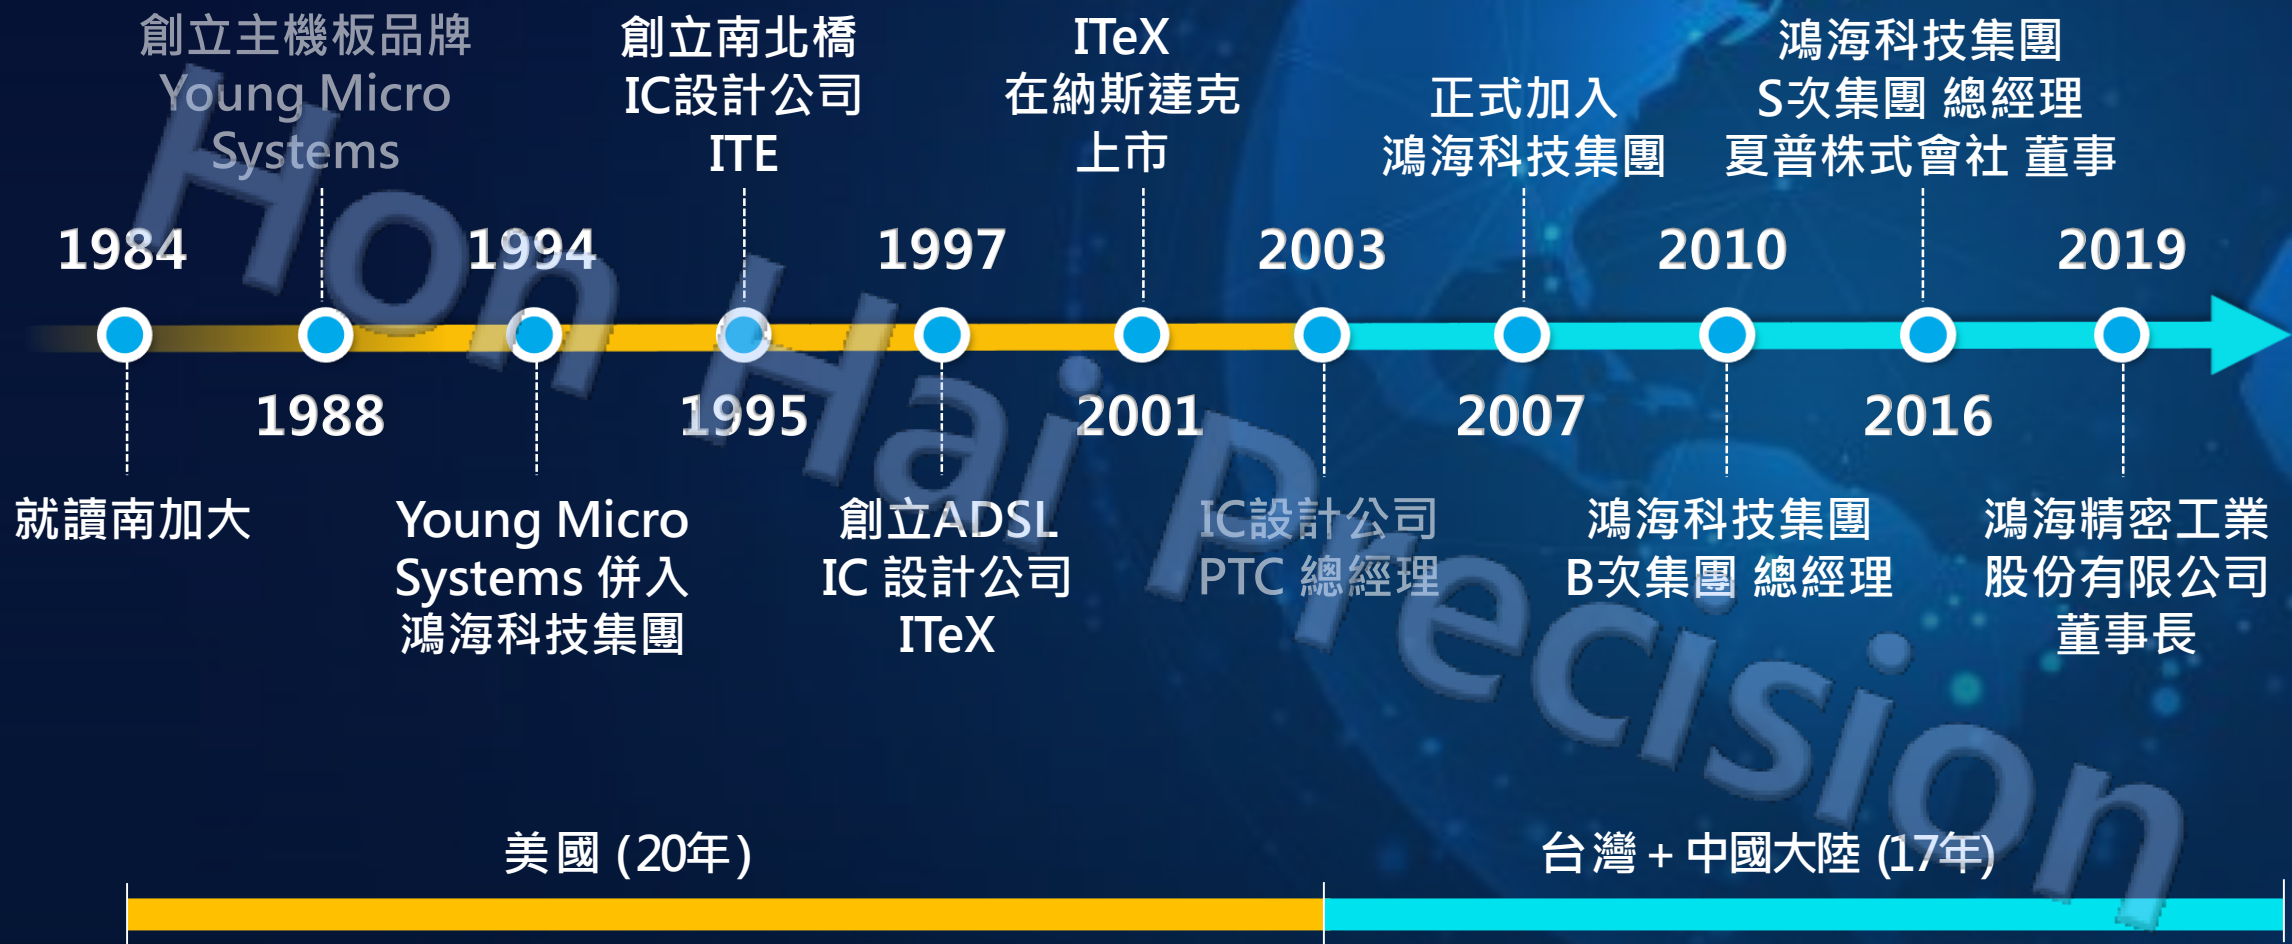 創立主機板品牌
Young Micro
Systems
創立南北橋
IC設計公司
ITE
ITeX
在納斯達克
上市
正式加入
鴻海科技集團
鴻海科技集團
S次集團 總經理
夏普株式會社 董事
1984
1994
1997
2003
2010
2019
1988
1995
2001
2007
2016
就讀南加大
Young Micro
Systems 併入
鴻海科技集團
創立ADSL
IC 設計公司
ITeX
IC設計公司
PTC 總經理
鴻海科技集團
B次集團 總經理
鴻海精密工業
股份有限公司
董事長
Hon Hai Precision
美國 (20年)
台灣 + 中國大陸 (17年)